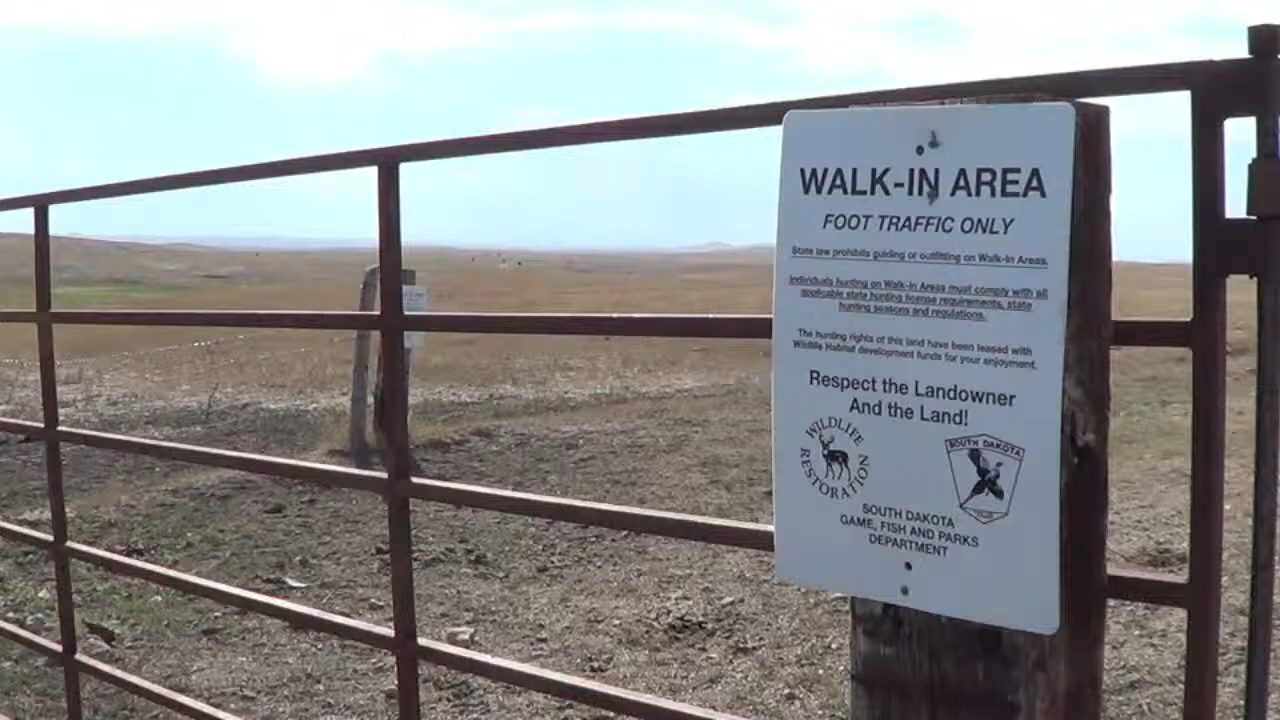 WALK-IN AREA
FOOT TRAFFIC ONLY
State law prohibits guiding or outfitting on Walk-In Areas.
Individuals hunting on Walk-In Areas must comply with all
applicable state hunting license requirements, state
hunting seasons and regulations.
The hunting rights of this land have been leased with
Wildlife Habitat development funds for your enjoyment.
Respect the Landowner
And the Land!
WILDLIFE
RESTORATION
SOUTH DAKOTA
SOUTH DAKOTA
GAME, FISH AND PARKS
DEPARTMENT